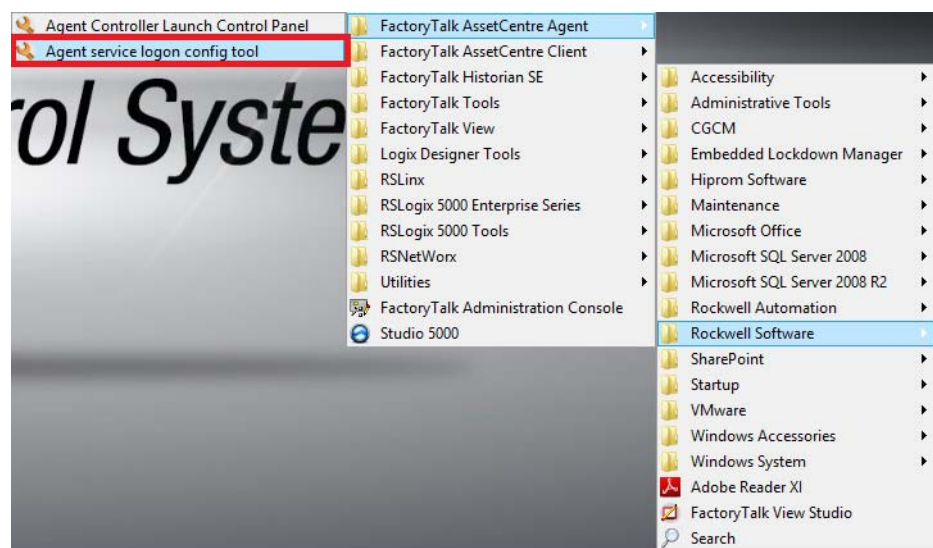 Agent Controller Launch Control Panel
Agent service logon config tool
rol Syste
FactoryTalk AssetCentre Agent
FactoryTalk AssetCentre Client
FactoryTalk Historian SE
FactoryTalk Tools
FactoryTalk View
Logix Designer Tools
RSLinx
RSLogix 5000 Enterprise Series
RSLogix 5000 Tools
RSNetWorx
Utilities
FactoryTalk Administration Console
Studio 5000
Accessibility
Administrative Tools
CGCM
Embedded Lockdown Manager
Hiprom Software
Maintenance
Microsoft Office
Microsoft SQL Server 2008
Microsoft SQL Server 2008 R2
Rockwell Automation
Rockwell Software
SharePoint
Startup
VMware
Windows Accessories
Windows System
Adobe Reader XI
FactoryTalk View Studio
Search